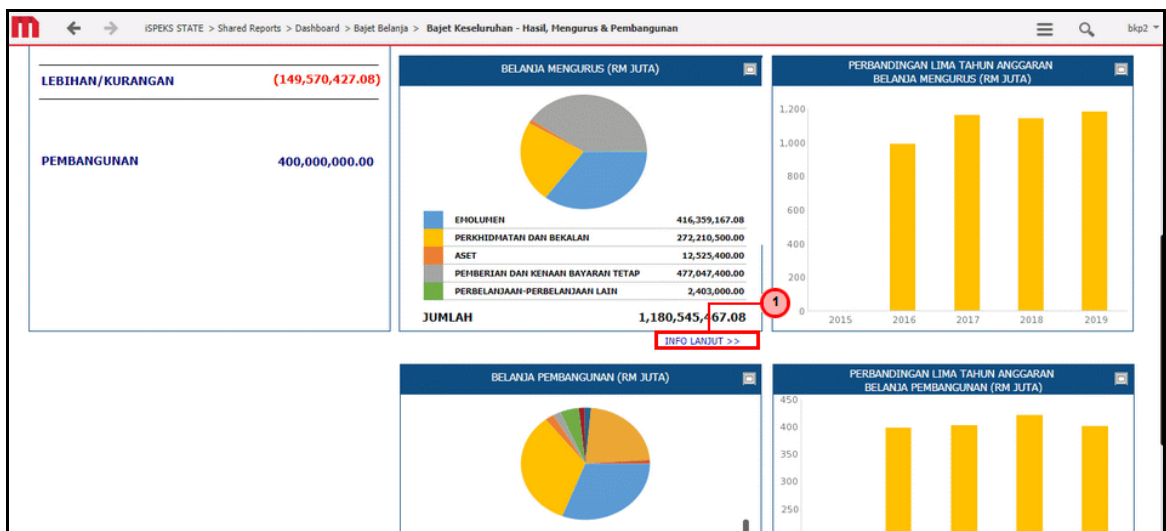 iSPEKS STATE > Shared Reports > Dashboard > Bajet Belanja > Bajet Keseluruhan - Hasil, Mengurus & Pembangunan
bkp2
LEBIHAN/KURANGAN (149,570,427.08)
PEMBANGUNAN 400,000,000.00
BELANJA MENGURUS (RM JUTA)
EMOLUMEN 416,359,167.08
PERKHIDMATAN DAN BEKALAN 272,210,500.00
ASET 12,525,400.00
PEMBERIAN DAN KENAAN BAYARAN TETAP 477,047,400.00
PERBELANJAAN-PERBELANJAAN LAIN 2,403,000.00
JUMLAH 1,180,545,467.08
1
INFO LANJUT >>
PERBANDINGAN LIMA TAHUN ANGGARAN
BELANJA MENGURUS (RM JUTA)
1,200
1,000
800
600
400
200
0
2015 2016 2017 2018 2019
BELANJA PEMBANGUNAN (RM JUTA)
PERBANDINGAN LIMA TAHUN ANGGARAN
BELANJA PEMBANGUNAN (RM JUTA)
450
400
350
300
250